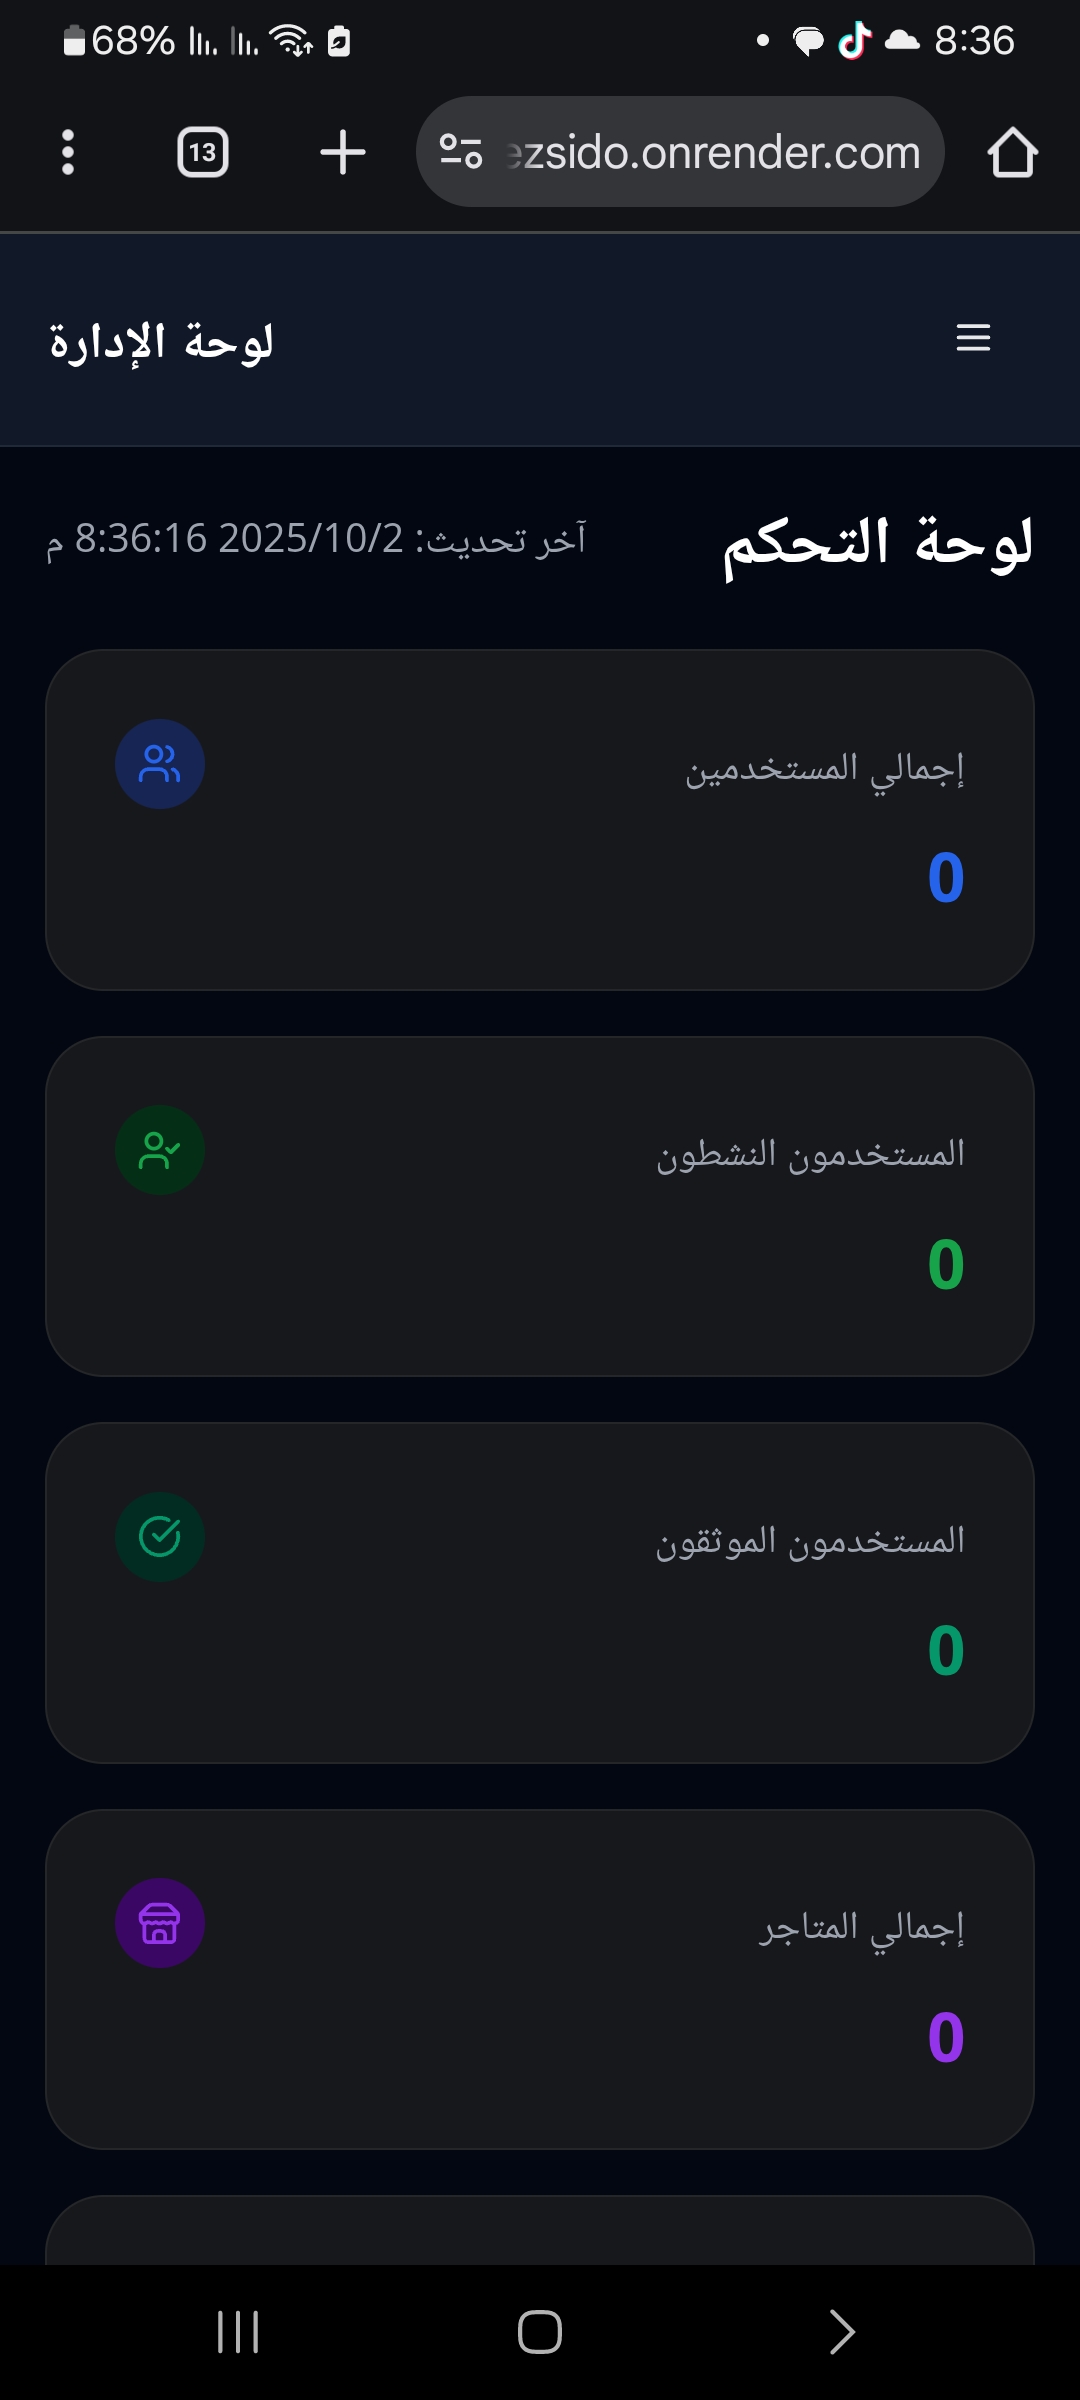 68% 8:36
13 ezsido.onrender.com
لوحة الإدارة
لوحة التحكم
آخر تحديث: 2025/10/2 8:36:16 م
إجمالي المستخدمين
0
المستخدمون النشطون
0
المستخدمون الموثقون
0
إجمالي المتاجر
0